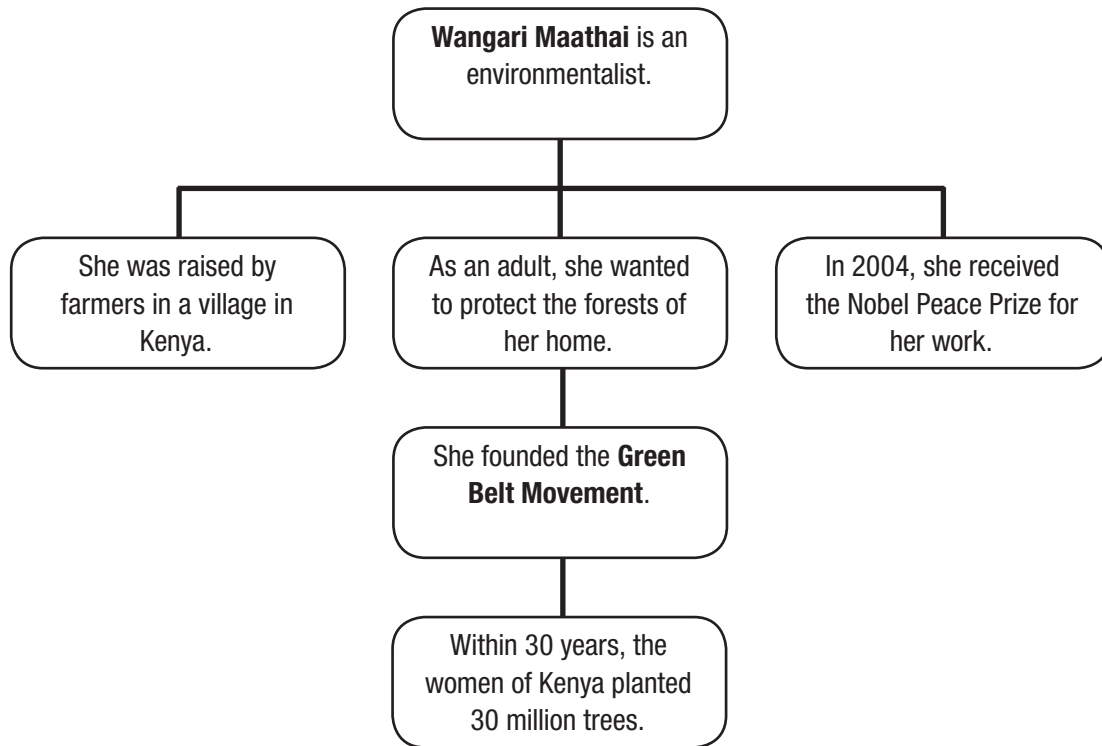 Wangari Maathai is an
environmentalist.
She was raised by
farmers in a village in
Kenya.
As an adult, she wanted
to protect the forests of
her home.
In 2004, she received
the Nobel Peace Prize for
her work.
She founded the Green
Belt Movement.
Within 30 years, the
women of Kenya planted
30 million trees.